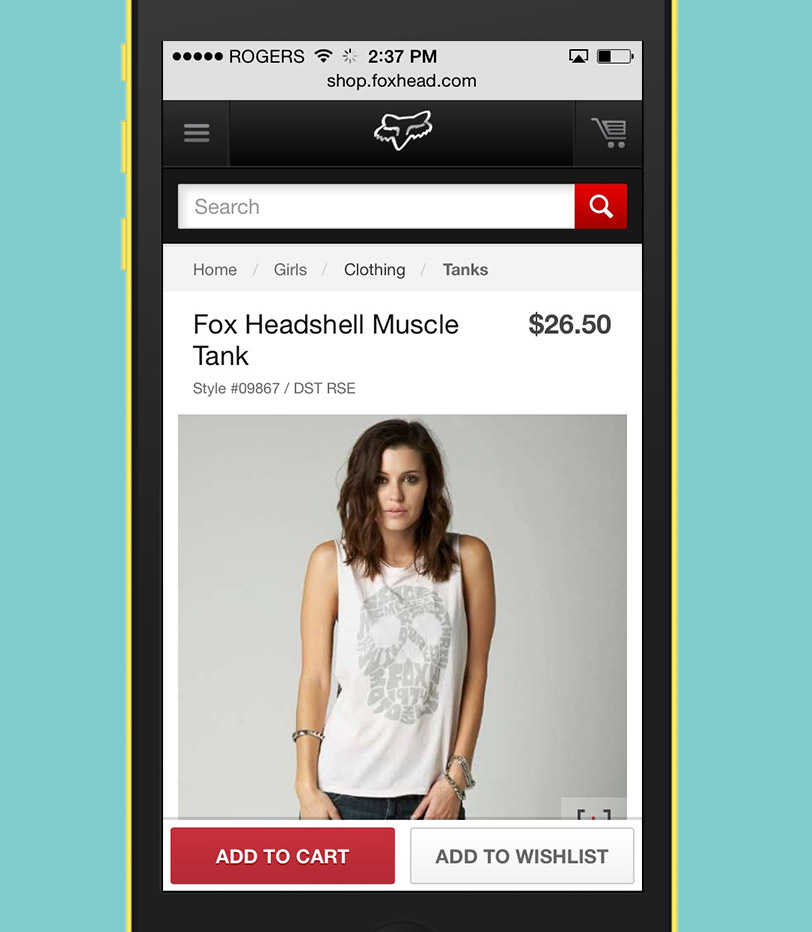 ROGERS 2:37 PM
shop.foxhead.com
Search
Home / Girls / Clothing / Tanks
Fox Headshell Muscle $26.50
Tank
Style #09867 / DST RSE
FOX
ADD TO CART ADD TO WISHLIST